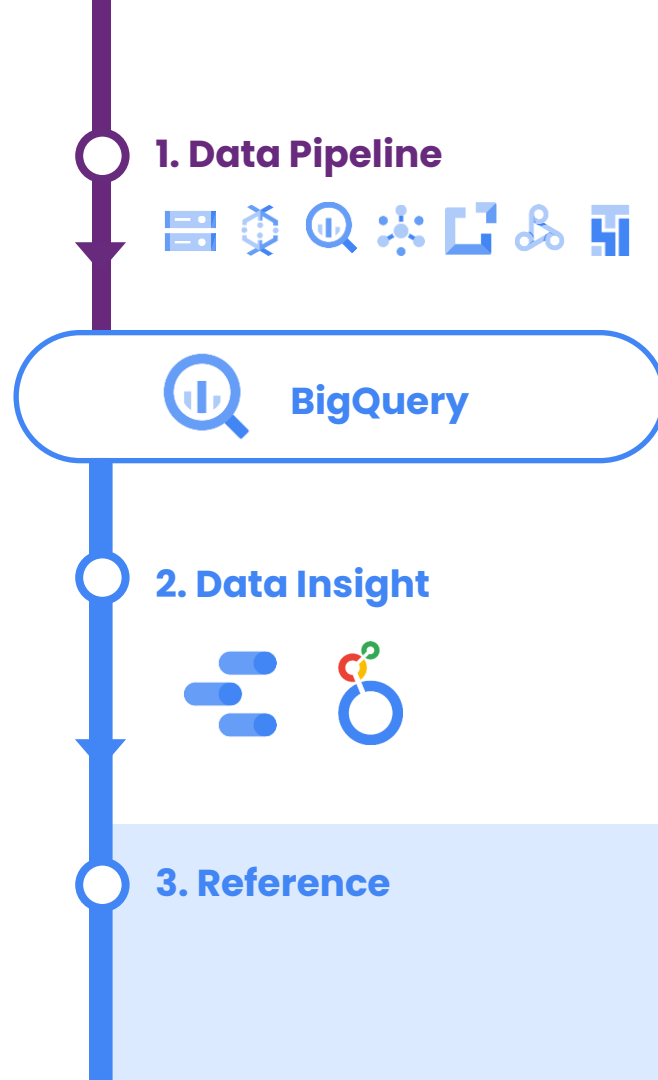 1. Data Pipeline
BigQuery
2. Data Insight
3. Reference